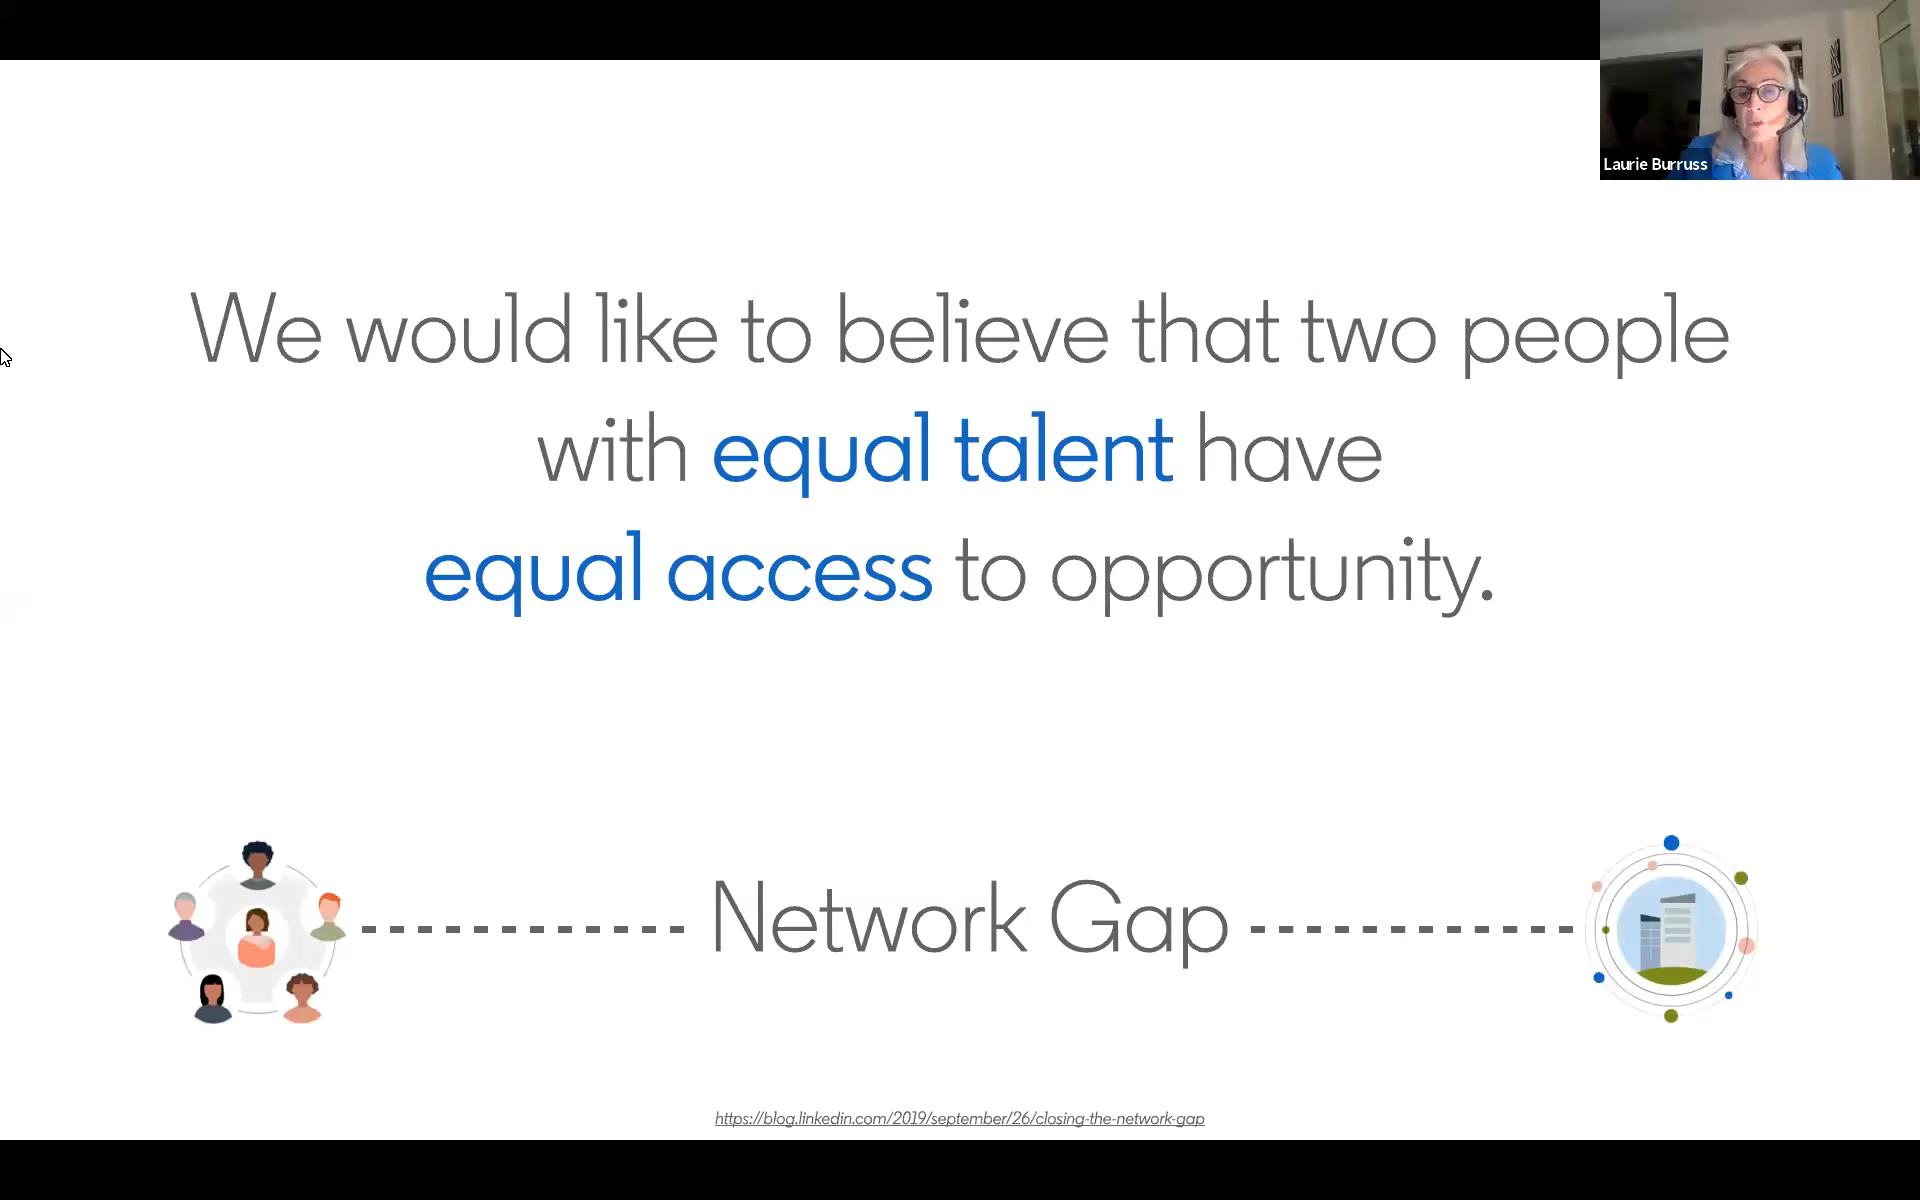 Laurie Burruss
We would like to believe that two people
with equal talent have
equal access to opportunity.
Network Gap
https://blog.linkedin.com/2019/september/26/closing-the-network-gap